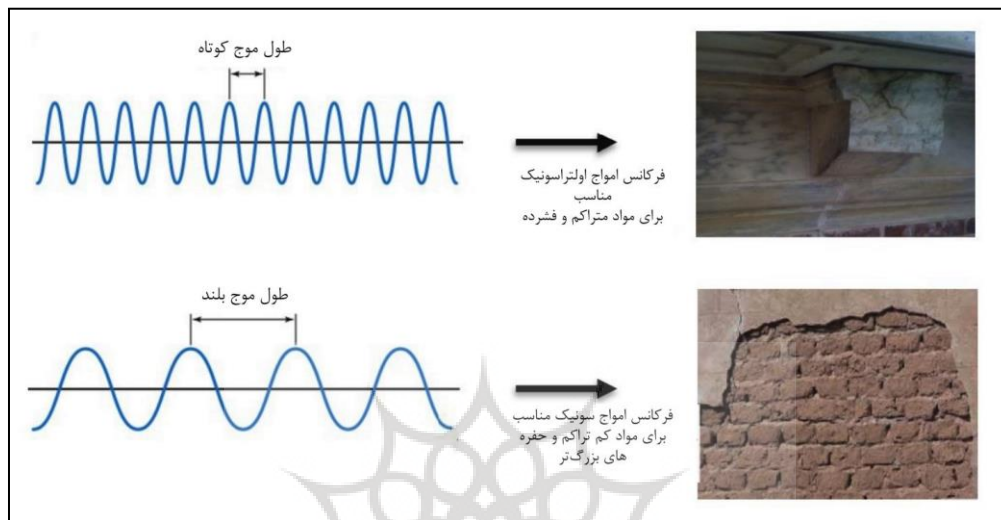 طول موج کوتاه
فرکانس امواج اولتراسونیک
مناسب
برای مواد متراکم و فشرده
طول موج بلند
فرکانس امواج سونیک مناسب
برای مواد کم تراکم و حفره
های بزرگ‌تر